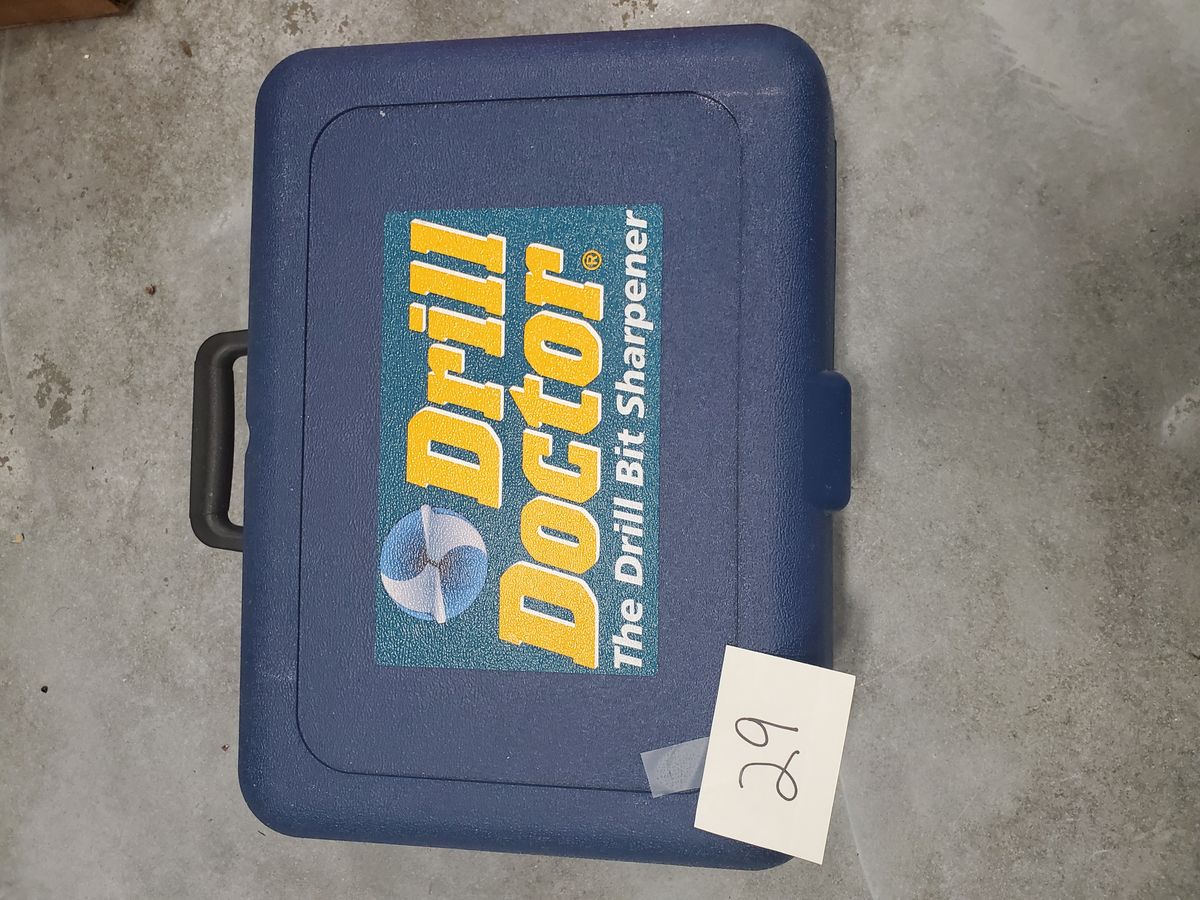 Drill
Doctor®
The Drill Bit Sharpener
29